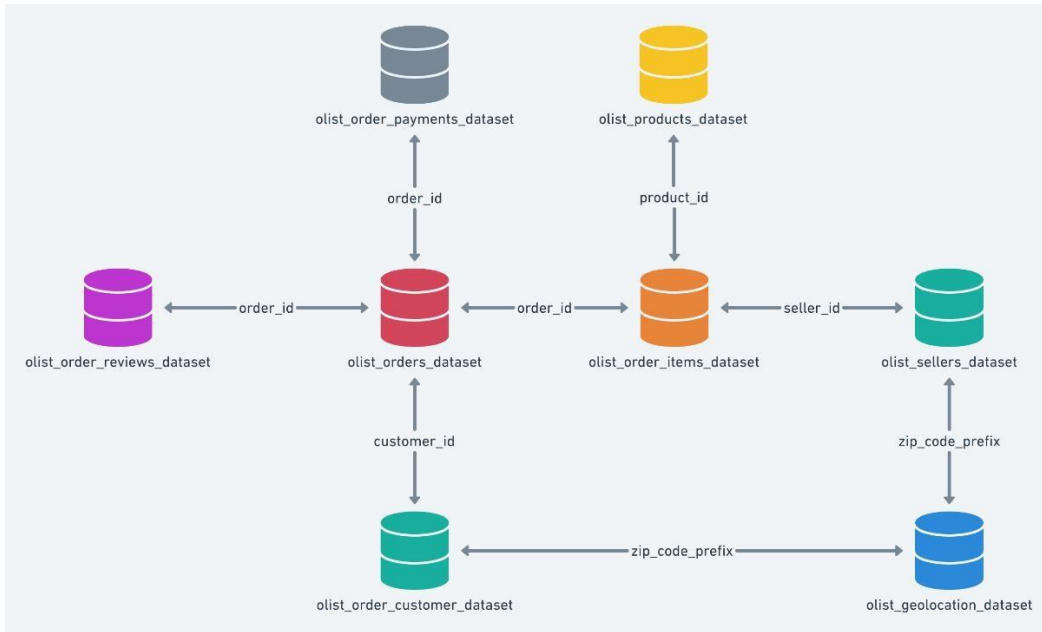 olist_order_payments_dataset
olist_products_dataset
order_id
product_id
order_id
order_id
seller_id
olist_order_reviews_dataset
olist_orders_dataset
olist_order_items_dataset
olist_sellers_dataset
customer_id
zip_code_prefix
zip_code_prefix
olist_order_customer_dataset
olist_geolocation_dataset